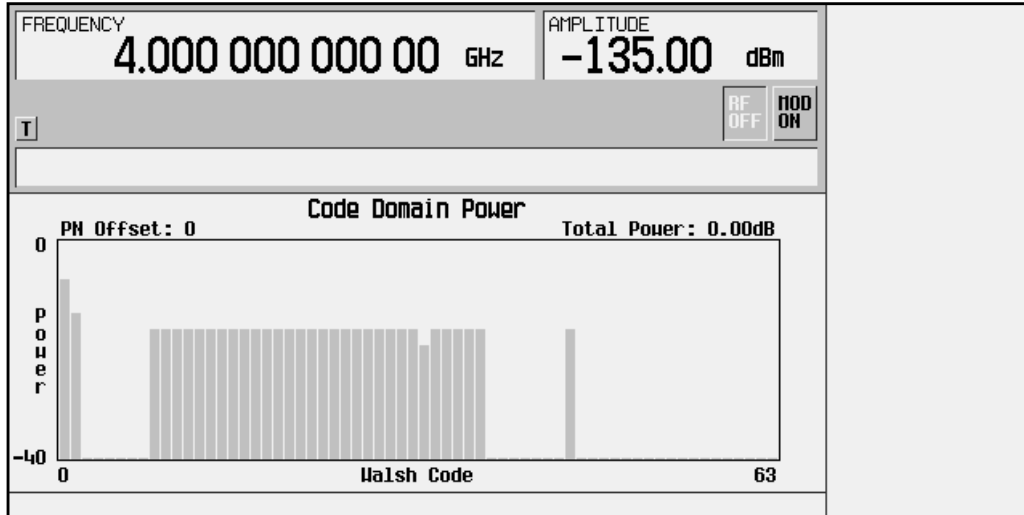 FREQUENCY
4.000 000 000 00 GHz
AMPLITUDE
-135.00 dBm
RF OFF
MOD ON
T
Code Domain Power
PN Offset: 0
Total Power: 0.00dB
0
Power
-40
0
Walsh Code
63